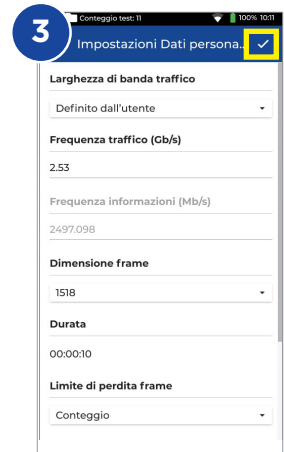 3
Conteggio test: 11 100% 10:11
Impostazioni Dati persona..
Larghezza di banda traffico
Definito dall'utente
Frequenza traffico (Gb/s)
2.53
Frequenza informazioni (Mb/s)
2497.098
Dimensione frame
1518
Durata
00:00:10
Limite di perdita frame
Conteggio